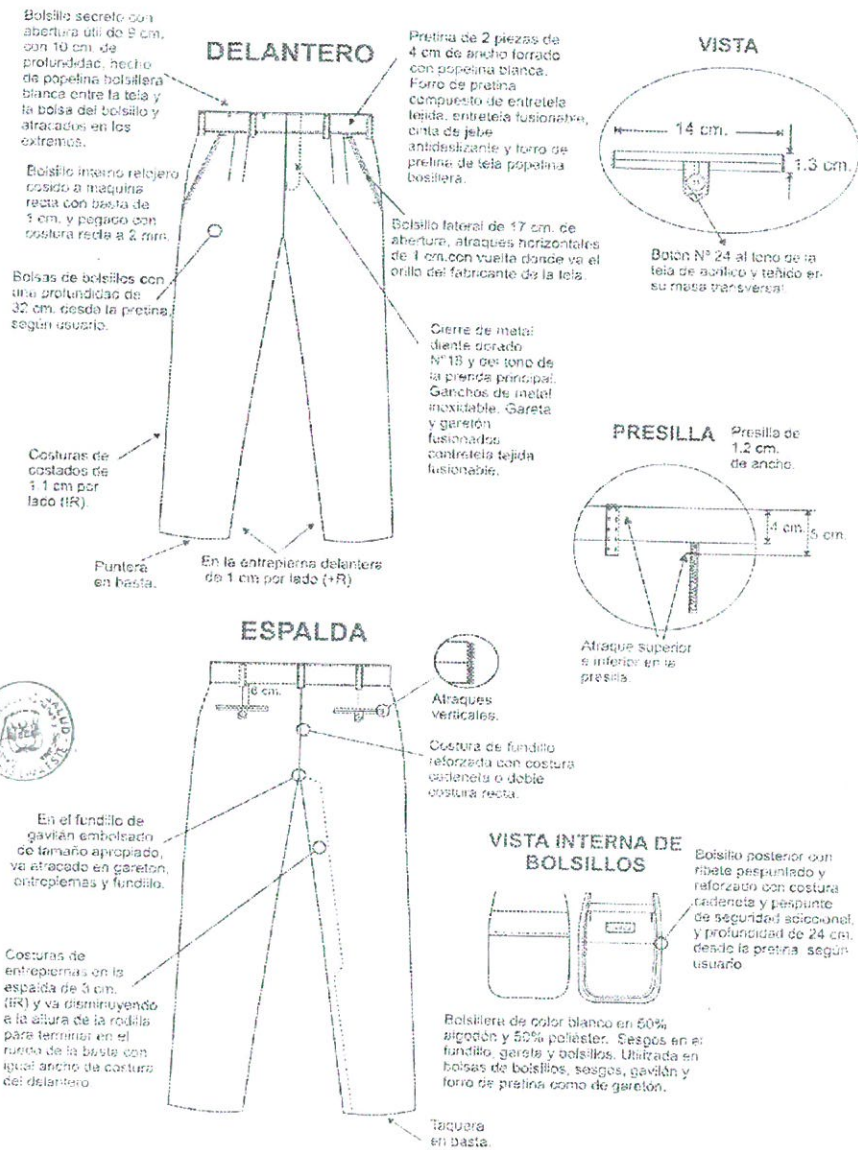 Bolsillo secreto con
abertura útil de 9 cm.
con 10 cm. de
profundidad, hecho
de popelina bolsillera
blanca entre la tela y
la bolsa del bolsillo y
atracados en los
extremos.
DELANTERO
Pretina de 2 piezas de
4 cm de ancho forrado
con popelina blanca.
Forro de pretina
compuesto de entretela
tejida, entretela fusionable,
cinta de jebe
antideslizante y forro de
pretina de tela popelina
bosillera.
VISTA
14 cm.
1.3 cm.
Botón Nº 24 al tono de la
tela de acrílico y teñido en
su masa transversal
Bolsillo interno relojero
cosido a maquina
recta con basta de
1 cm. y pegado con
costura recta a 2 mm.
Bolsillo lateral de 17 cm. de
abertura, atraques horizontales
de 1 cm.con vuelta donde va el
orillo del fabricante de la tela.
Bolsas de bolsillos con
una profundidad de
32 cm. desde la pretina,
según usuario.
Cierre de metal
diente dorado
Nº 18 y del tono de
la prenda principal.
Ganchos de metal
inoxidable. Gareta
y garetón
fusionados
contretela tejida
fusionable.
PRESILLA
Presilla de
1.2 cm.
de ancho.
4 cm.
5 cm.
Atraque superior
e inferior en la
presilla.
Costuras de
costados de
1.1 cm por
lado (IR).
Puntera
en basta.
En la entrepierna delantera
de 1 cm por lado (+R)
ESPALDA
6 cm.
Atraques
verticales.
Costura de fundillo
reforzada con costura
cadeneta o doble
costura recta.
SALUD
ESTE
En el fundillo de
gavilán embolsado
de tamaño apropiado,
va atracado en garetón,
entrepiernas y fundillo.
VISTA INTERNA DE
BOLSILLOS
Bolsillo posterior con
ribete pespuntado y
reforzado con costura
cadeneta y pespunte
de seguridad adiccional,
y profundidad de 24 cm.
desde la pretina según
usuario
Costuras de
entrepiernas en la
espalda de 3 cm.
(IR) y va disminuyendo
a la altura de la rodilla
para terminar en el
ruedo de la basta con
igual ancho de costura
del delantero
Bolsillera de color blanco en 50%
algodón y 50% poliéster. Sesgos en el
fundillo, gareta y bolsillos. Utilizada en
bolsas de bolsillos, sesgos, gavilán y
forro de pretina como de garetón.
Taquera
en basta.